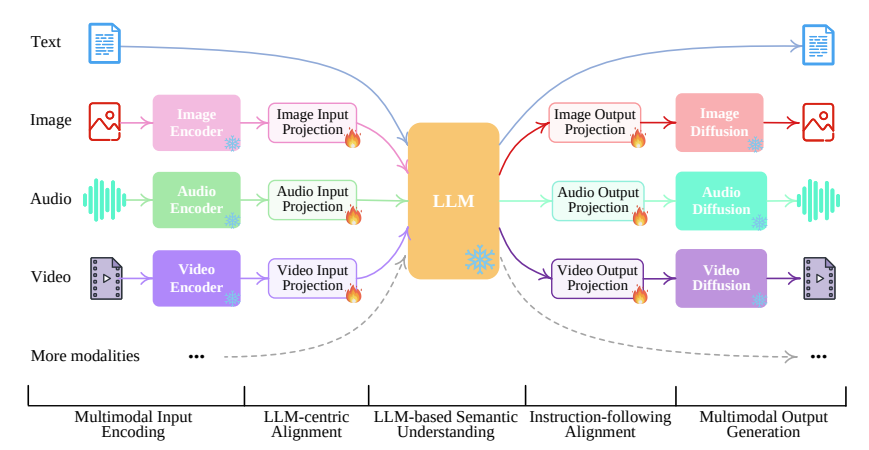 Text
Image
Image
Encoder
Image Input
Projection
Image Output
Projection
Image
Diffusion
Audio
Audio
Encoder
Audio Input
Projection
LLM
Audio Output
Projection
Audio
Diffusion
Video
Video
Encoder
Video Input
Projection
Video Output
Projection
Video
Diffusion
More modalities
...
...
Multimodal Input
Encoding
LLM-centric
Alignment
LLM-based Semantic
Understanding
Instruction-following
Alignment
Multimodal Output
Generation